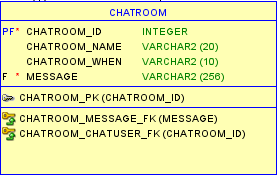 CHATROOM
PF* CHATROOM_ID INTEGER
CHATROOM_NAME VARCHAR2 (20)
CHATROOM_WHEN VARCHAR2 (10)
F * MESSAGE VARCHAR2 (256)
CHATROOM_PK (CHATROOM_ID)
CHATROOM_MESSAGE_FK (MESSAGE)
CHATROOM_CHATUSER_FK (CHATROOM_ID)